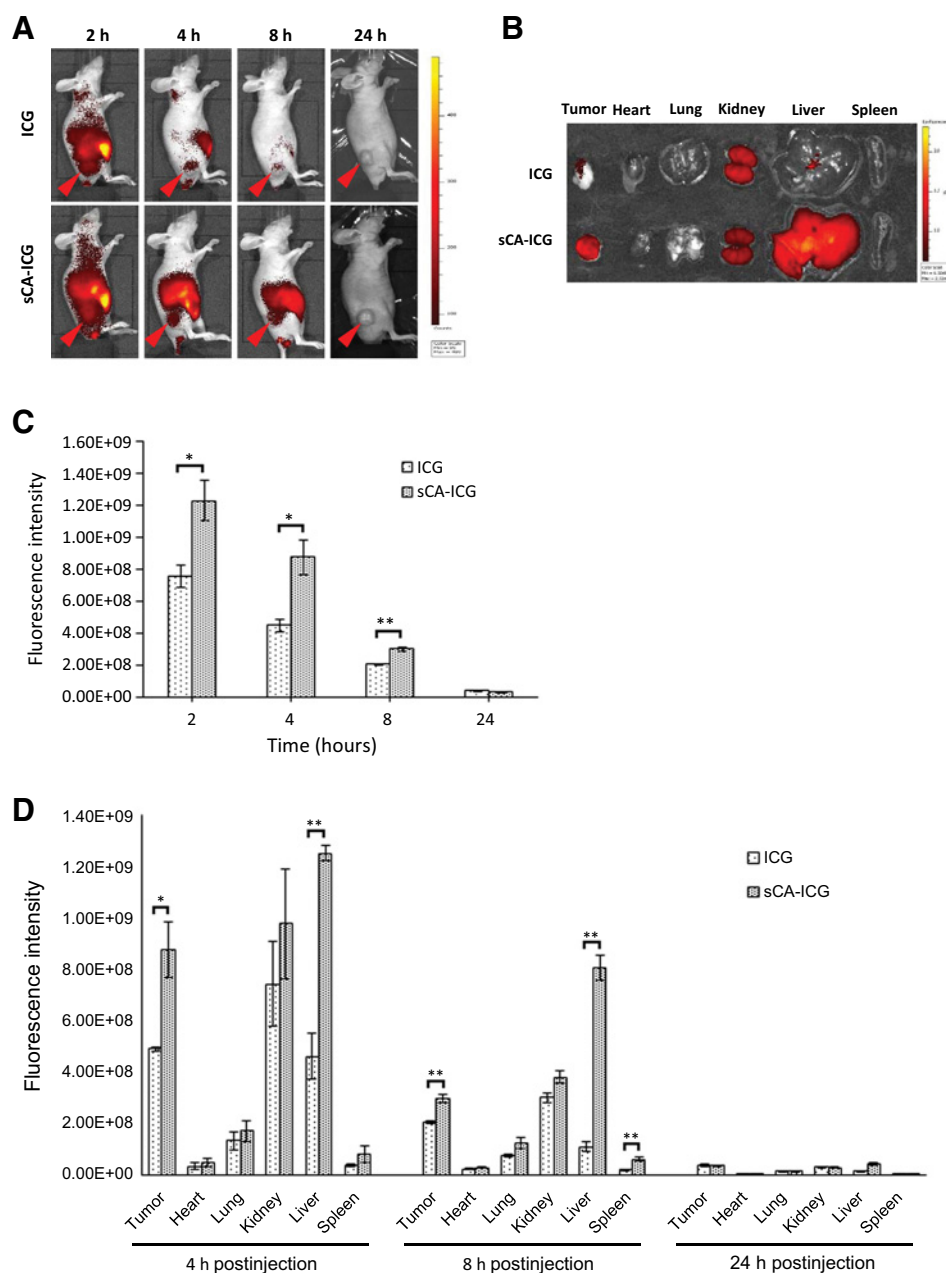 A
2 h 4 h 8 h 24 h
ICG
sCA-ICG
B
Tumor Heart Lung Kidney Liver Spleen
ICG
sCA-ICG
C
Fluorescence intensity
1.60E+09
1.40E+09
1.20E+09
1.00E+09
8.00E+08
6.00E+08
4.00E+08
2.00E+08
0.00E+00
* * **
ICG
sCA-ICG
2 4 8 24
Time (hours)
D
Fluorescence intensity
1.40E+09
1.20E+09
1.00E+09
8.00E+08
6.00E+08
4.00E+08
2.00E+08
0.00E+00
* ** ** ** **
ICG
sCA-ICG
Tumor Heart Lung Kidney Liver Spleen Tumor Heart Lung Kidney Liver Spleen Tumor Heart Lung Kidney Liver Spleen
4 h postinjection 8 h postinjection 24 h postinjection